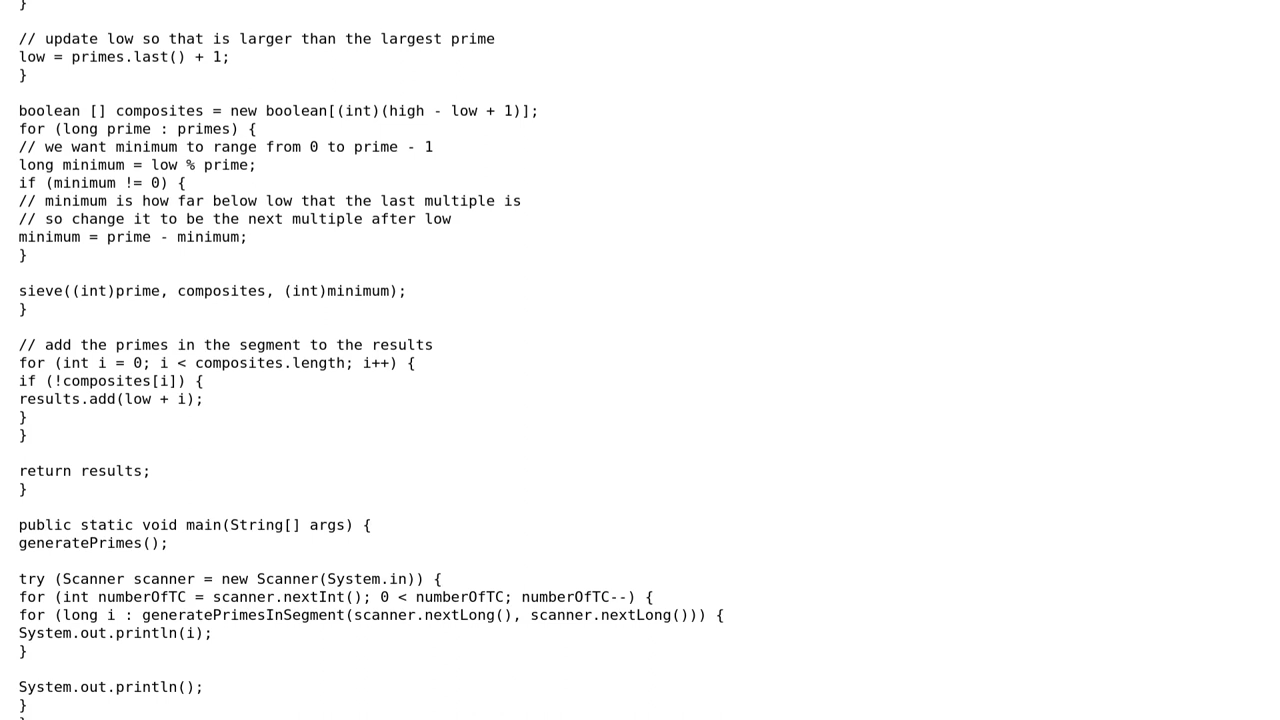 }
// update low so that is larger than the largest prime
low = primes.last() + 1;
}
boolean [] composites = new boolean[(int)(high - low + 1)];
for (long prime : primes) {
// we want minimum to range from 0 to prime - 1
long minimum = low % prime;
if (minimum != 0) {
// minimum is how far below low that the last multiple is
// so change it to be the next multiple after low
minimum = prime - minimum;
}
sieve((int)prime, composites, (int)minimum);
}
// add the primes in the segment to the results
for (int i = 0; i < composites.length; i++) {
if (!composites[i]) {
results.add(low + i);
}
}
return results;
}
public static void main(String[] args) {
generatePrimes();
try (Scanner scanner = new Scanner(System.in)) {
for (int numberOfTC = scanner.nextInt(); 0 < numberOfTC; numberOfTC--) {
for (long i : generatePrimesInSegment(scanner.nextLong(), scanner.nextLong())) {
System.out.println(i);
}
System.out.println();
}
}